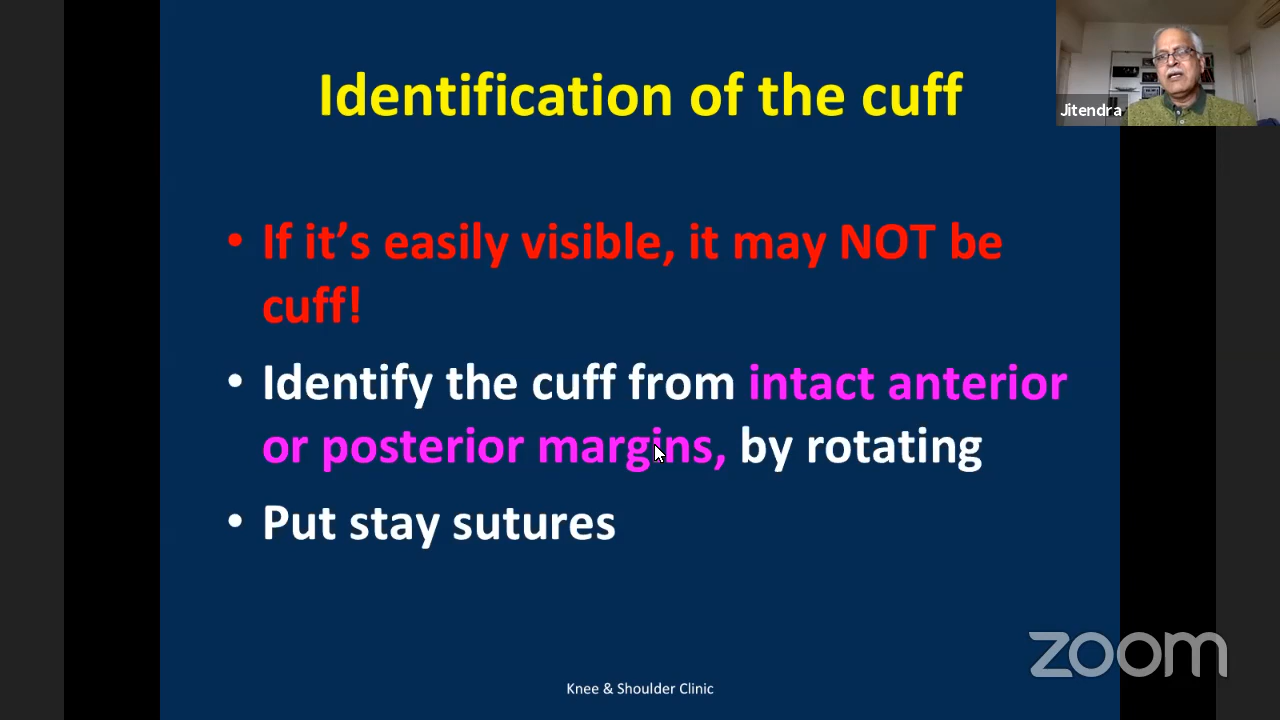 Identification of the cuff
Jitendra
• If it’s easily visible, it may NOT be
cuff!
• Identify the cuff from intact anterior
or posterior margins, by rotating
• Put stay sutures
zoom
Knee & Shoulder Clinic